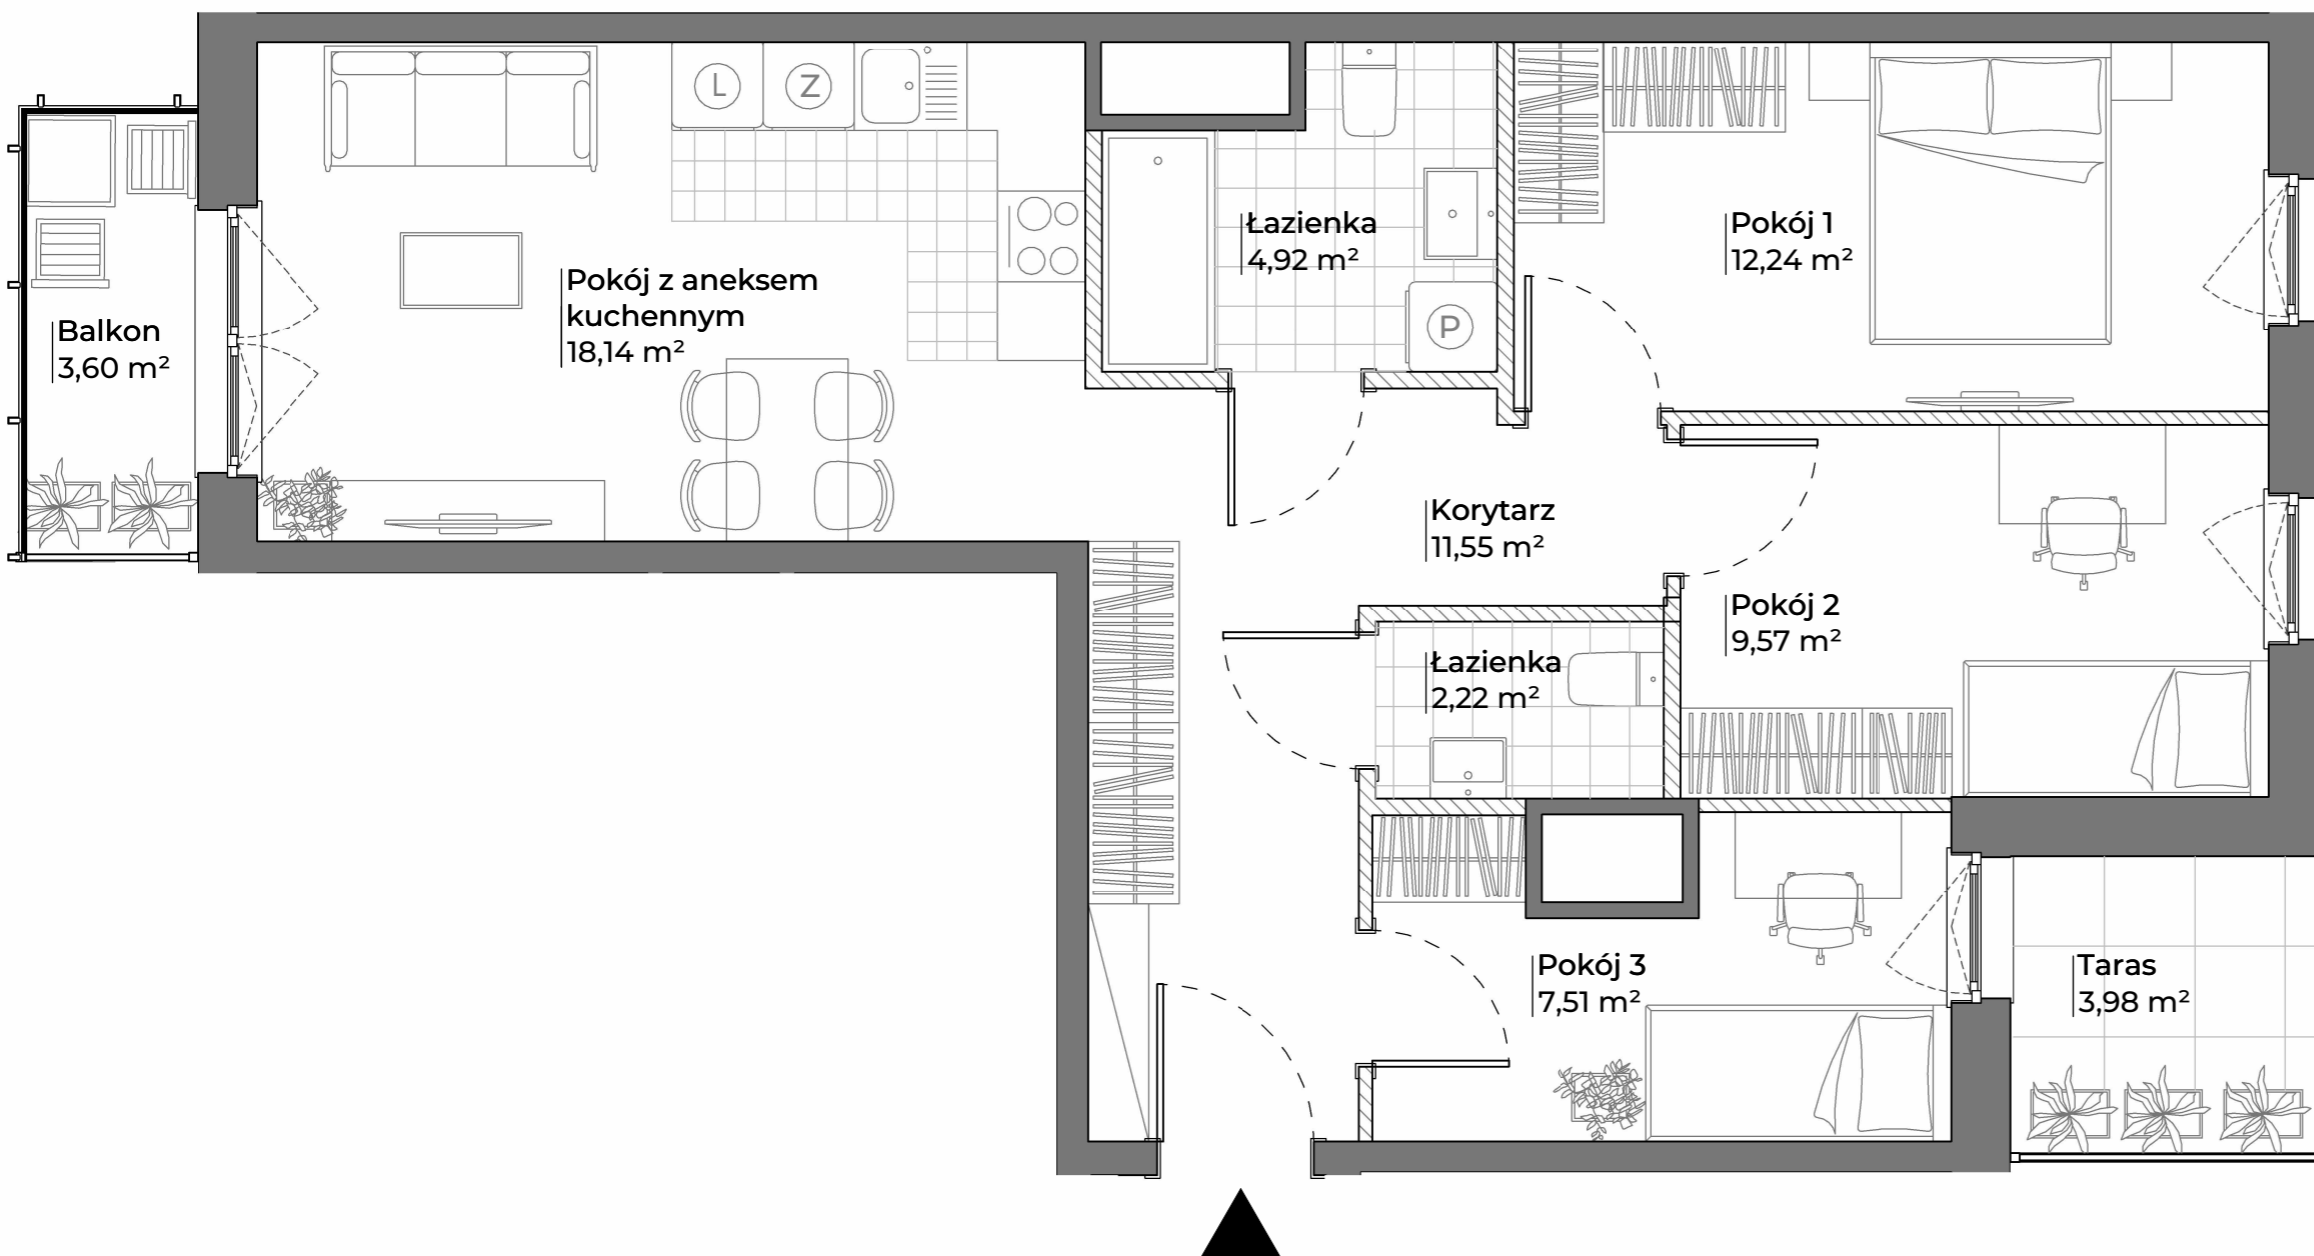 L
Z
Łazienka
4,92 m²
Pokój 1
12,24 m²
Pokój z aneksem
kuchennym
18,14 m²
Balkon
3,60 m²
P
Korytarz
11,55 m²
Pokój 2
9,57 m²
Łazienka
2,22 m²
Pokój 3
7,51 m²
Taras
3,98 m²